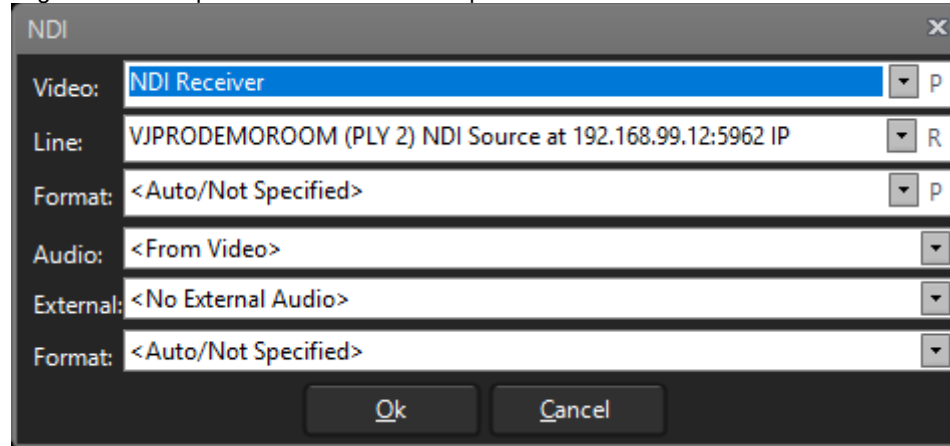 NDI x
Video: NDI Receiver P
Line: VJPRODEMOROOM (PLY 2) NDI Source at 192.168.99.12:5962 IP R
Format: <Auto/Not Specified> P
Audio: <From Video>
External: <No External Audio>
Format: <Auto/Not Specified>
Ok Cancel